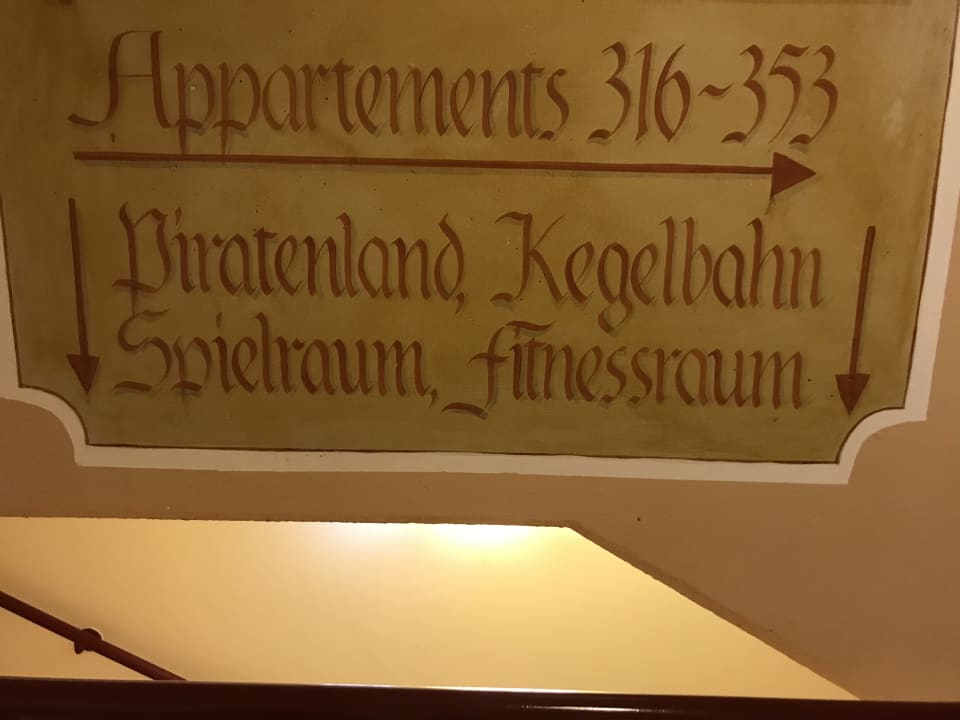 Appartements 316~353
Piratenland, Kegelbahn
Spielraum, Fitnessraum